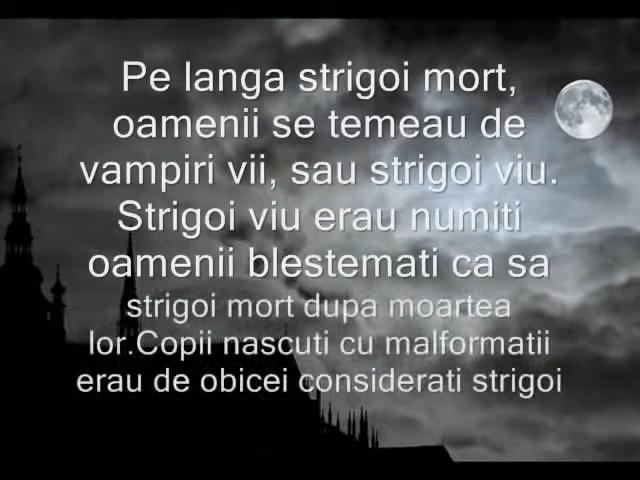 Pe langa strigoi mort,
oamenii se temeau de
vampiri vii, sau strigoi viu.
Strigoi viu erau numiti
oamenii blestemati ca sa
strigoi mort dupa moartea
lor.Copii nascuti cu malformatii
erau de obicei considerati strigoi